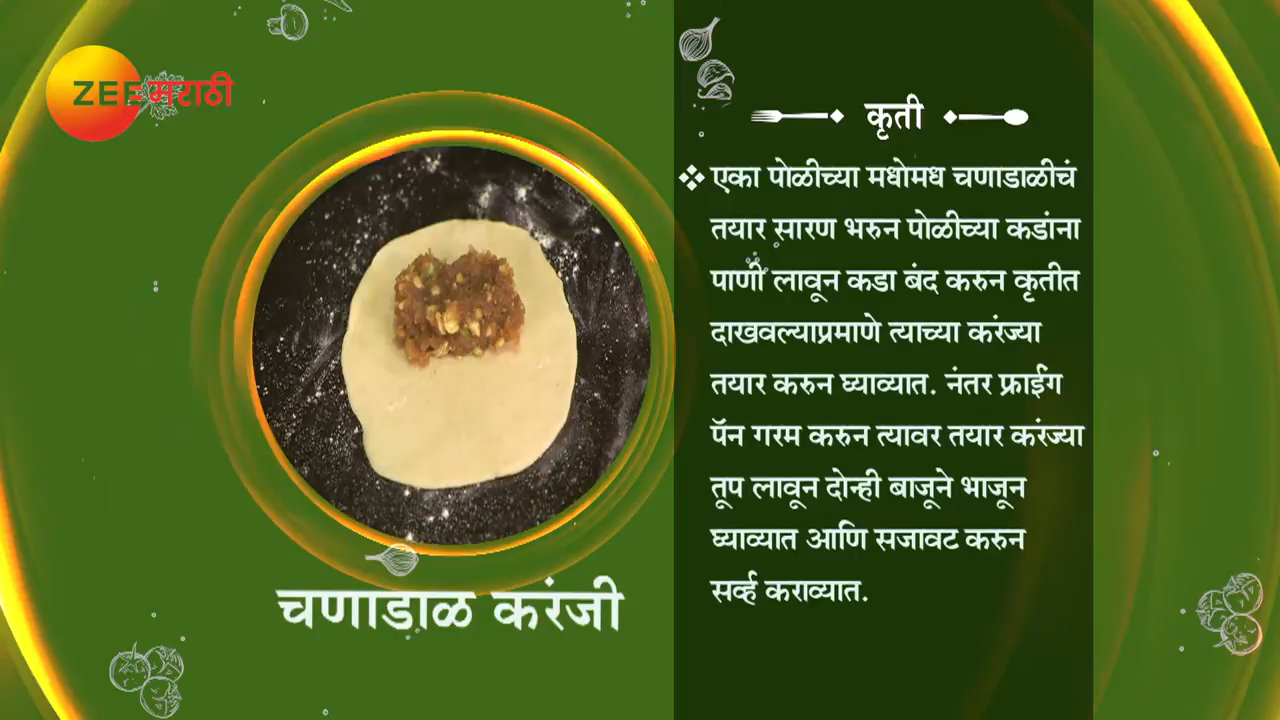 ZEE मराठी
कृती
❖ एका पोळीच्या मधोमध चणाडाळीचं
तयार सारण भरुन पोळीच्या कडांना
पाणी लावून कडा बंद करुन कृतीत
दाखवल्याप्रमाणे त्याच्या करंज्या
तयार करुन घ्याव्यात. नंतर फ्राईंग
पॅन गरम करुन त्यावर तयार करंज्या
तूप लावून दोन्ही बाजूने भाजून
घ्याव्यात आणि सजावट करुन
सर्व्ह कराव्यात.
चणाडाळ करंजी